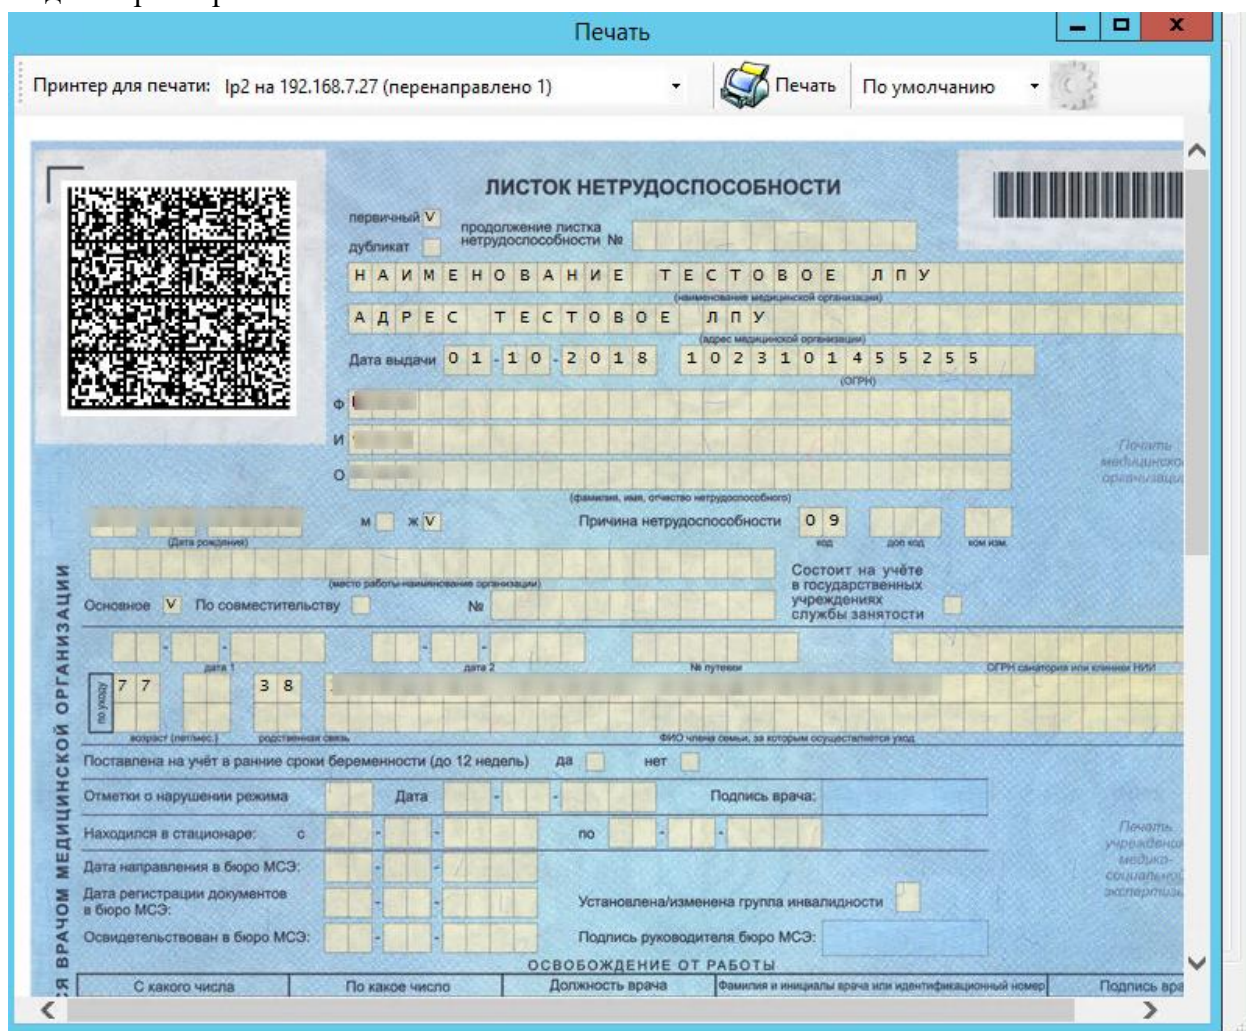 Печать
Принтер для печати: lp2 на 192.168.7.27 (перенаправлено 1) Печать По умолчанию
ЛИСТОК НЕТРУДОСПОСОБНОСТИ
первичный V продолжение листка
дубликат нетрудоспособности №
НАИМЕНОВАНИЕ ТЕСТОВОЕ ЛПУ
(наименование медицинской организации)
АДРЕС ТЕСТОВОЕ ЛПУ
(адрес медицинской организации)
Дата выдачи 01-10-2018 1023101455255
(ОГРН)
Ф
И
О
Печать
медицинской
организации
(фамилия, имя, отчество нетрудоспособного)
м ж V Причина нетрудоспособности 09
(Дата рождения) код доп код ком изм.
(место работы-наименование организации)
Состоит на учёте
в государственных
учреждениях
службы занятости
Основное V По совместительству №
дата 1 дата 2 № путевки ОГРН санатория или клиники НИИ
по уходу 77 38
возраст (лет/мес.) родственная связь ФИО члена семьи, за которым осуществляется уход
Поставлена на учёт в ранние сроки беременности (до 12 недель) да нет
Отметки о нарушении режима Дата Подпись врача:
Находился в стационаре: с по
Печать
учреждения
медико-
социальной
экспертизы
Дата направления в бюро МСЭ:
Дата регистрации документов
в бюро МСЭ:
Установлена/изменена группа инвалидности
Освидетельствован в бюро МСЭ: Подпись руководителя бюро МСЭ:
ОСВОБОЖДЕНИЕ ОТ РАБОТЫ
С какого числа По какое число Должность врача Фамилия и инициалы врача или идентификационный номер Подпись вра
ВРАЧОМ МЕДИЦИНСКОЙ ОРГАНИЗАЦИИ